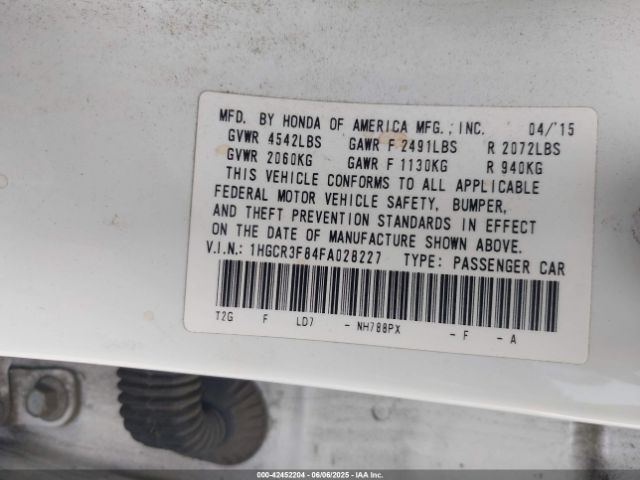 MFD. BY HONDA OF AMERICA MFG., INC. 04/'15
GVWR 4542LBS GAWR F 2491LBS R 2072LBS
GVWR 2060KG GAWR F 1130KG R 940KG
THIS VEHICLE CONFORMS TO ALL APPLICABLE
FEDERAL MOTOR VEHICLE SAFETY, BUMPER,
AND THEFT PREVENTION STANDARDS IN EFFECT
ON THE DATE OF MANUFACTURE SHOWN ABOVE.
V.I.N.: 1HGCR3F84FA028227 TYPE: PASSENGER CAR
T2G F LD7 - NH788PX - F - A
000-42452204 06/06/2025 - IAAI Copyright